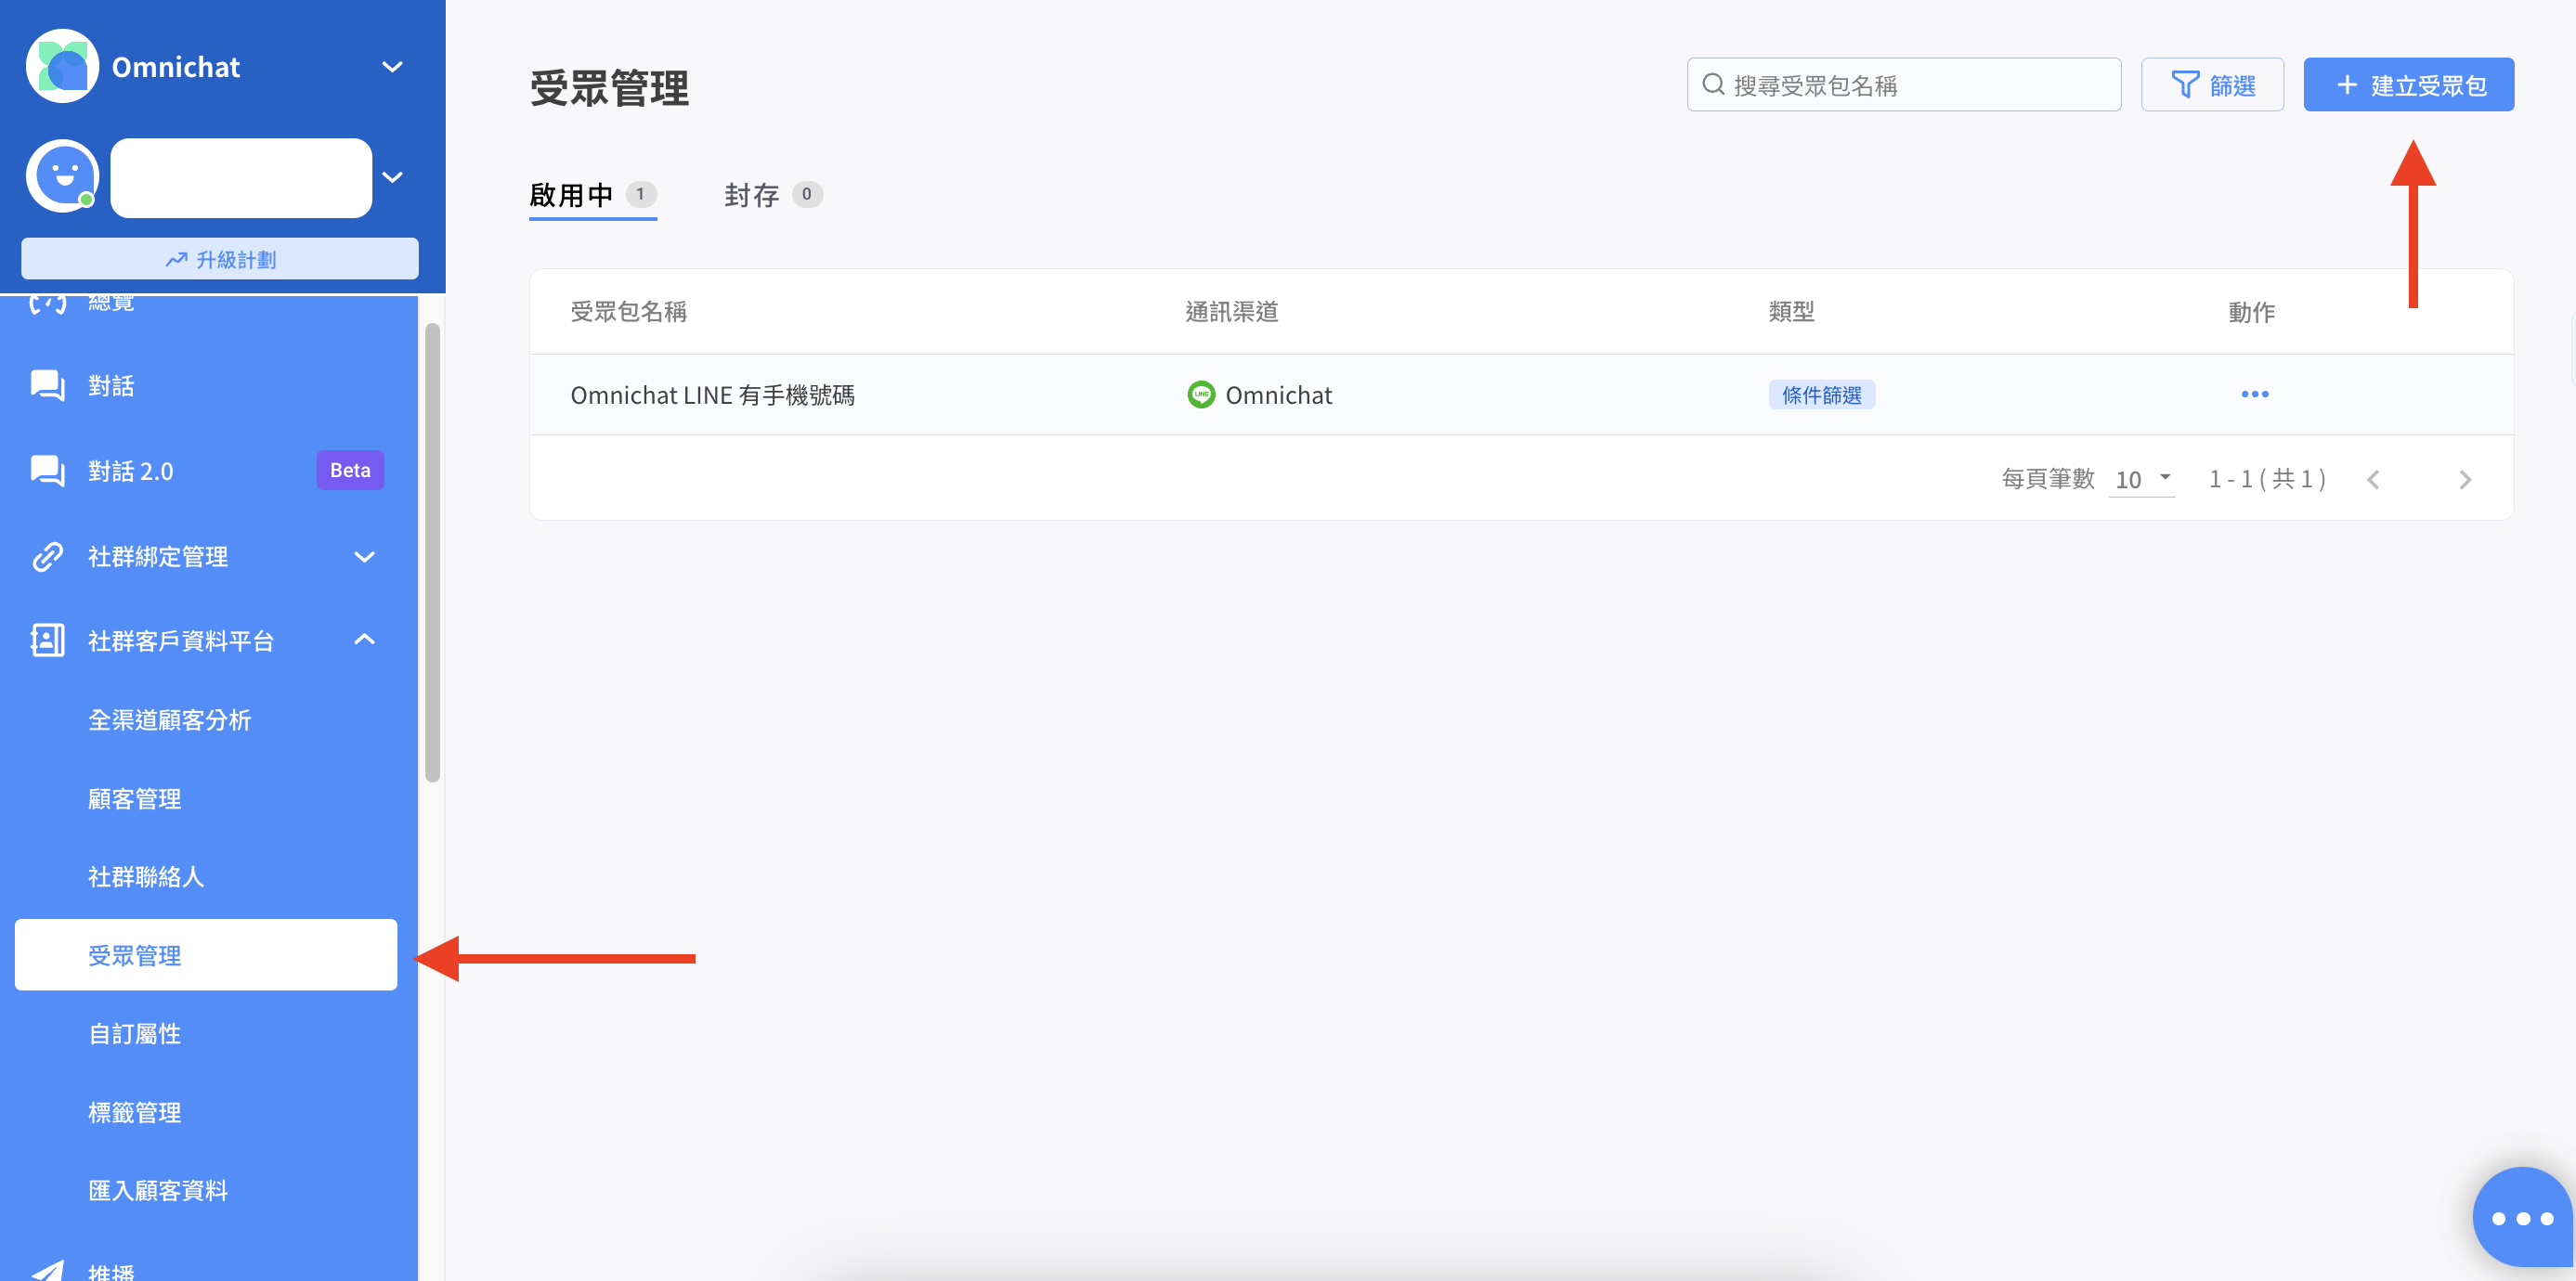 Omnichat
升級計劃
總覽
對話
對話 2.0
Beta
社群綁定管理
社群客戶資料平台
全渠道顧客分析
顧客管理
社群聯絡人
受眾管理
自訂屬性
標籤管理
匯入顧客資料
推播
受眾管理
搜尋受眾包名稱
篩選
+ 建立受眾包
啟用中 1
封存 0
受眾包名稱 通訊渠道 類型 動作
Omnichat LINE 有手機號碼 LINE Omnichat 條件篩選
每頁筆數 10 1 - 1 ( 共 1 )